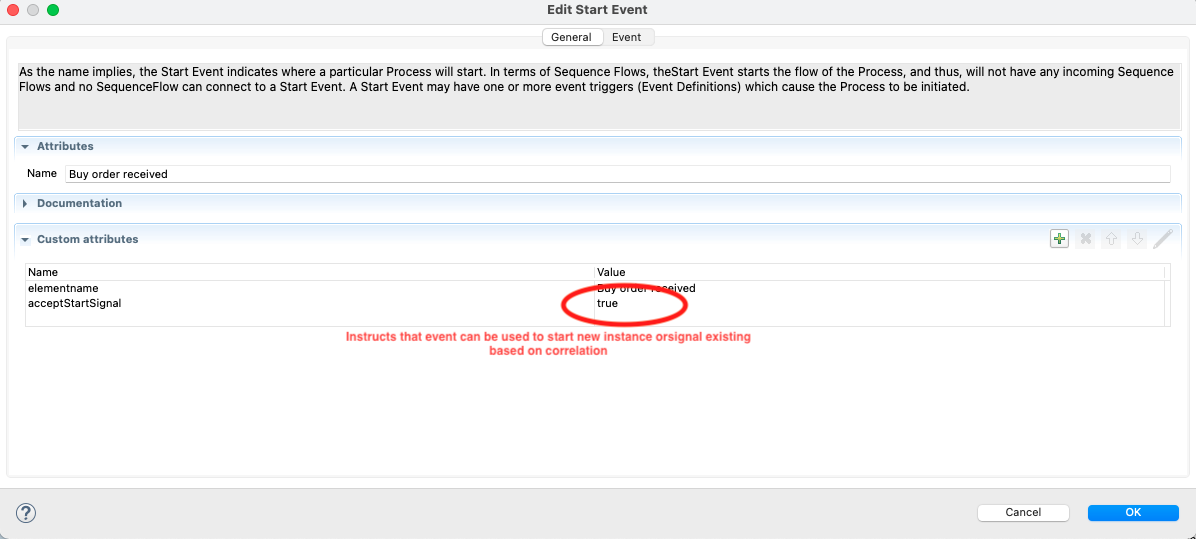 Edit Start Event
General Event
As the name implies, the Start Event indicates where a particular Process will start. In terms of Sequence Flows, theStart Event starts the flow of the Process, and thus, will not have any incoming Sequence
Flows and no SequenceFlow can connect to a Start Event. A Start Event may have one or more event triggers (Event Definitions) which cause the Process to be initiated.
Attributes
Name Buy order received
Documentation
Custom attributes
Name Value
elementname Buy order received
acceptStartSignal true
Instructs that event can be used to start new instance orsignal existing
based on correlation
? Cancel OK